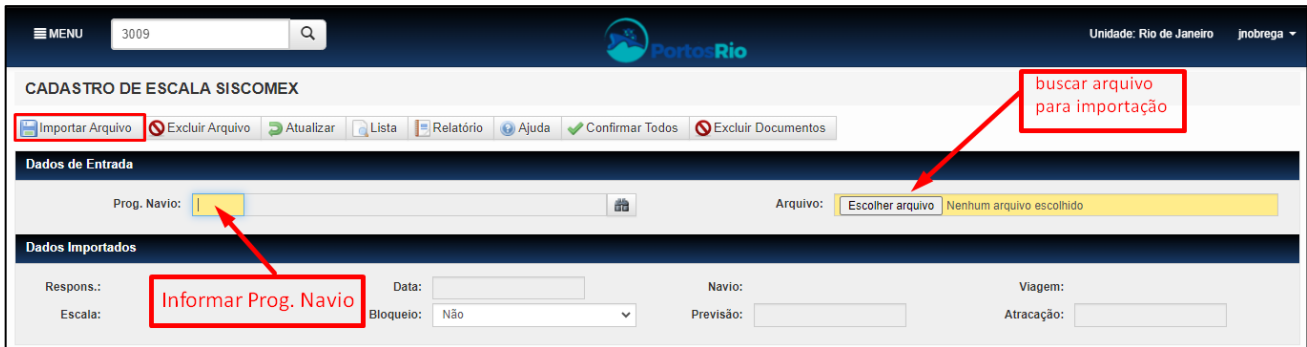 MENU 3009 PortosRio Unidade: Rio de Janeiro jnobrega
CADASTRO DE ESCALA SISCOMEX
buscar arquivo
para importação
Importar Arquivo Excluir Arquivo Atualizar Lista Relatório Ajuda Confirmar Todos Excluir Documentos
Dados de Entrada
Prog. Navio: Arquivo: Escolher arquivo Nenhum arquivo escolhido
Dados Importados
Respons.: Data: Navio: Viagem:
Informar Prog. Navio
Escala: Bloqueio: Não Previsão: Atracação: